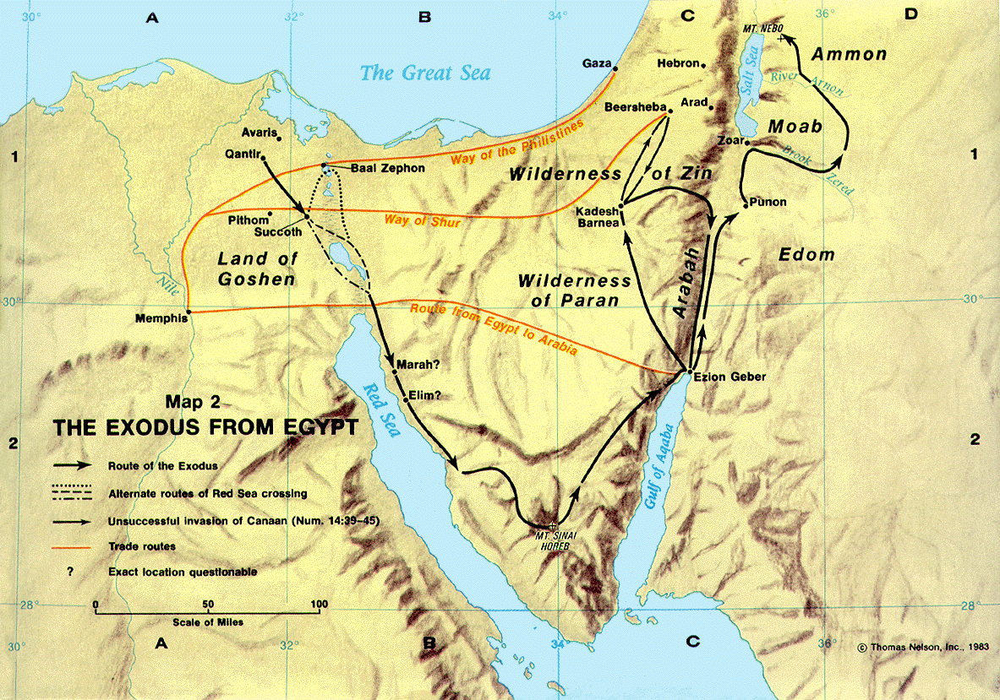 30°
A
32°
B
34°
C
36°
D
MT. NEBO
Ammon
The Great Sea
Gaza
Hebron
Salt Sea
River Arnon
Beersheba
Arad
Avaris
Moab
Way of the Philistines
Zoar
1
Qantir
1
Brook Zered
Baal Zephon
Wilderness
of Zin
Kadesh
Barnea
Punon
Pithom
Succoth
Way of Shur
Land of
Goshen
Edom
Arabah
Wilderness
of Paran
Nile
30°
30°
Memphis
Route from Egypt to Arabia
Marah?
Ezion Geber
Elim?
Red Sea
Map 2
THE EXODUS FROM EGYPT
2
2
Gulf of Aqaba
Route of the Exodus
Alternate routes of Red Sea crossing
Unsuccessful invasion of Canaan (Num. 14:39–45)
MT. SINAI
HOREB
Trade routes
? Exact location questionable
28°
28°
0 50 100
Scale of Miles
30°
A
32°
B
34°
C
36°
© Thomas Nelson, Inc., 1983